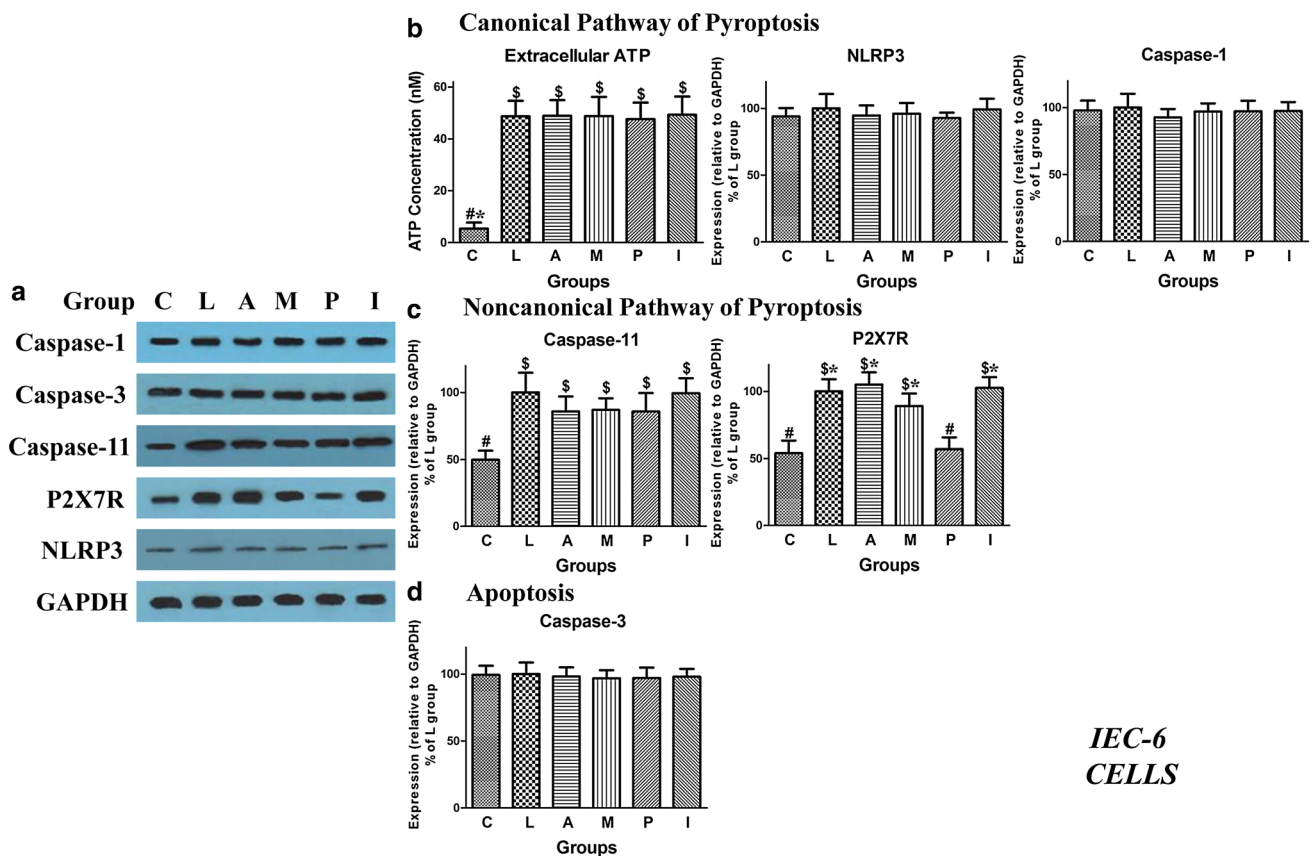 a
Group C L A M P I
Caspase-1
Caspase-3
Caspase-11
P2X7R
NLRP3
GAPDH
b Canonical Pathway of Pyroptosis
Extracellular ATP
ATP Concentration (nM)
60
40
20
0
#*
$
$
$
$
$
C L A M P I
Groups
NLRP3
Expression (relative to GAPDH)
% of L group
100
50
0
C L A M P I
Groups
Caspase-1
Expression (relative to GAPDH)
% of L group
100
50
0
C L A M P I
Groups
c Noncanonical Pathway of Pyroptosis
Caspase-11
Expression (relative to GAPDH)
% of L group
100
50
0
#
$
$
$
$
$
C L A M P I
Groups
P2X7R
Expression (relative to GAPDH)
% of L group
100
50
0
#
$*
$*
$*
#
$*
C L A M P I
Groups
d Apoptosis
Caspase-3
Expression (relative to GAPDH)
% of L group
100
50
0
C L A M P I
Groups
IEC-6
CELLS